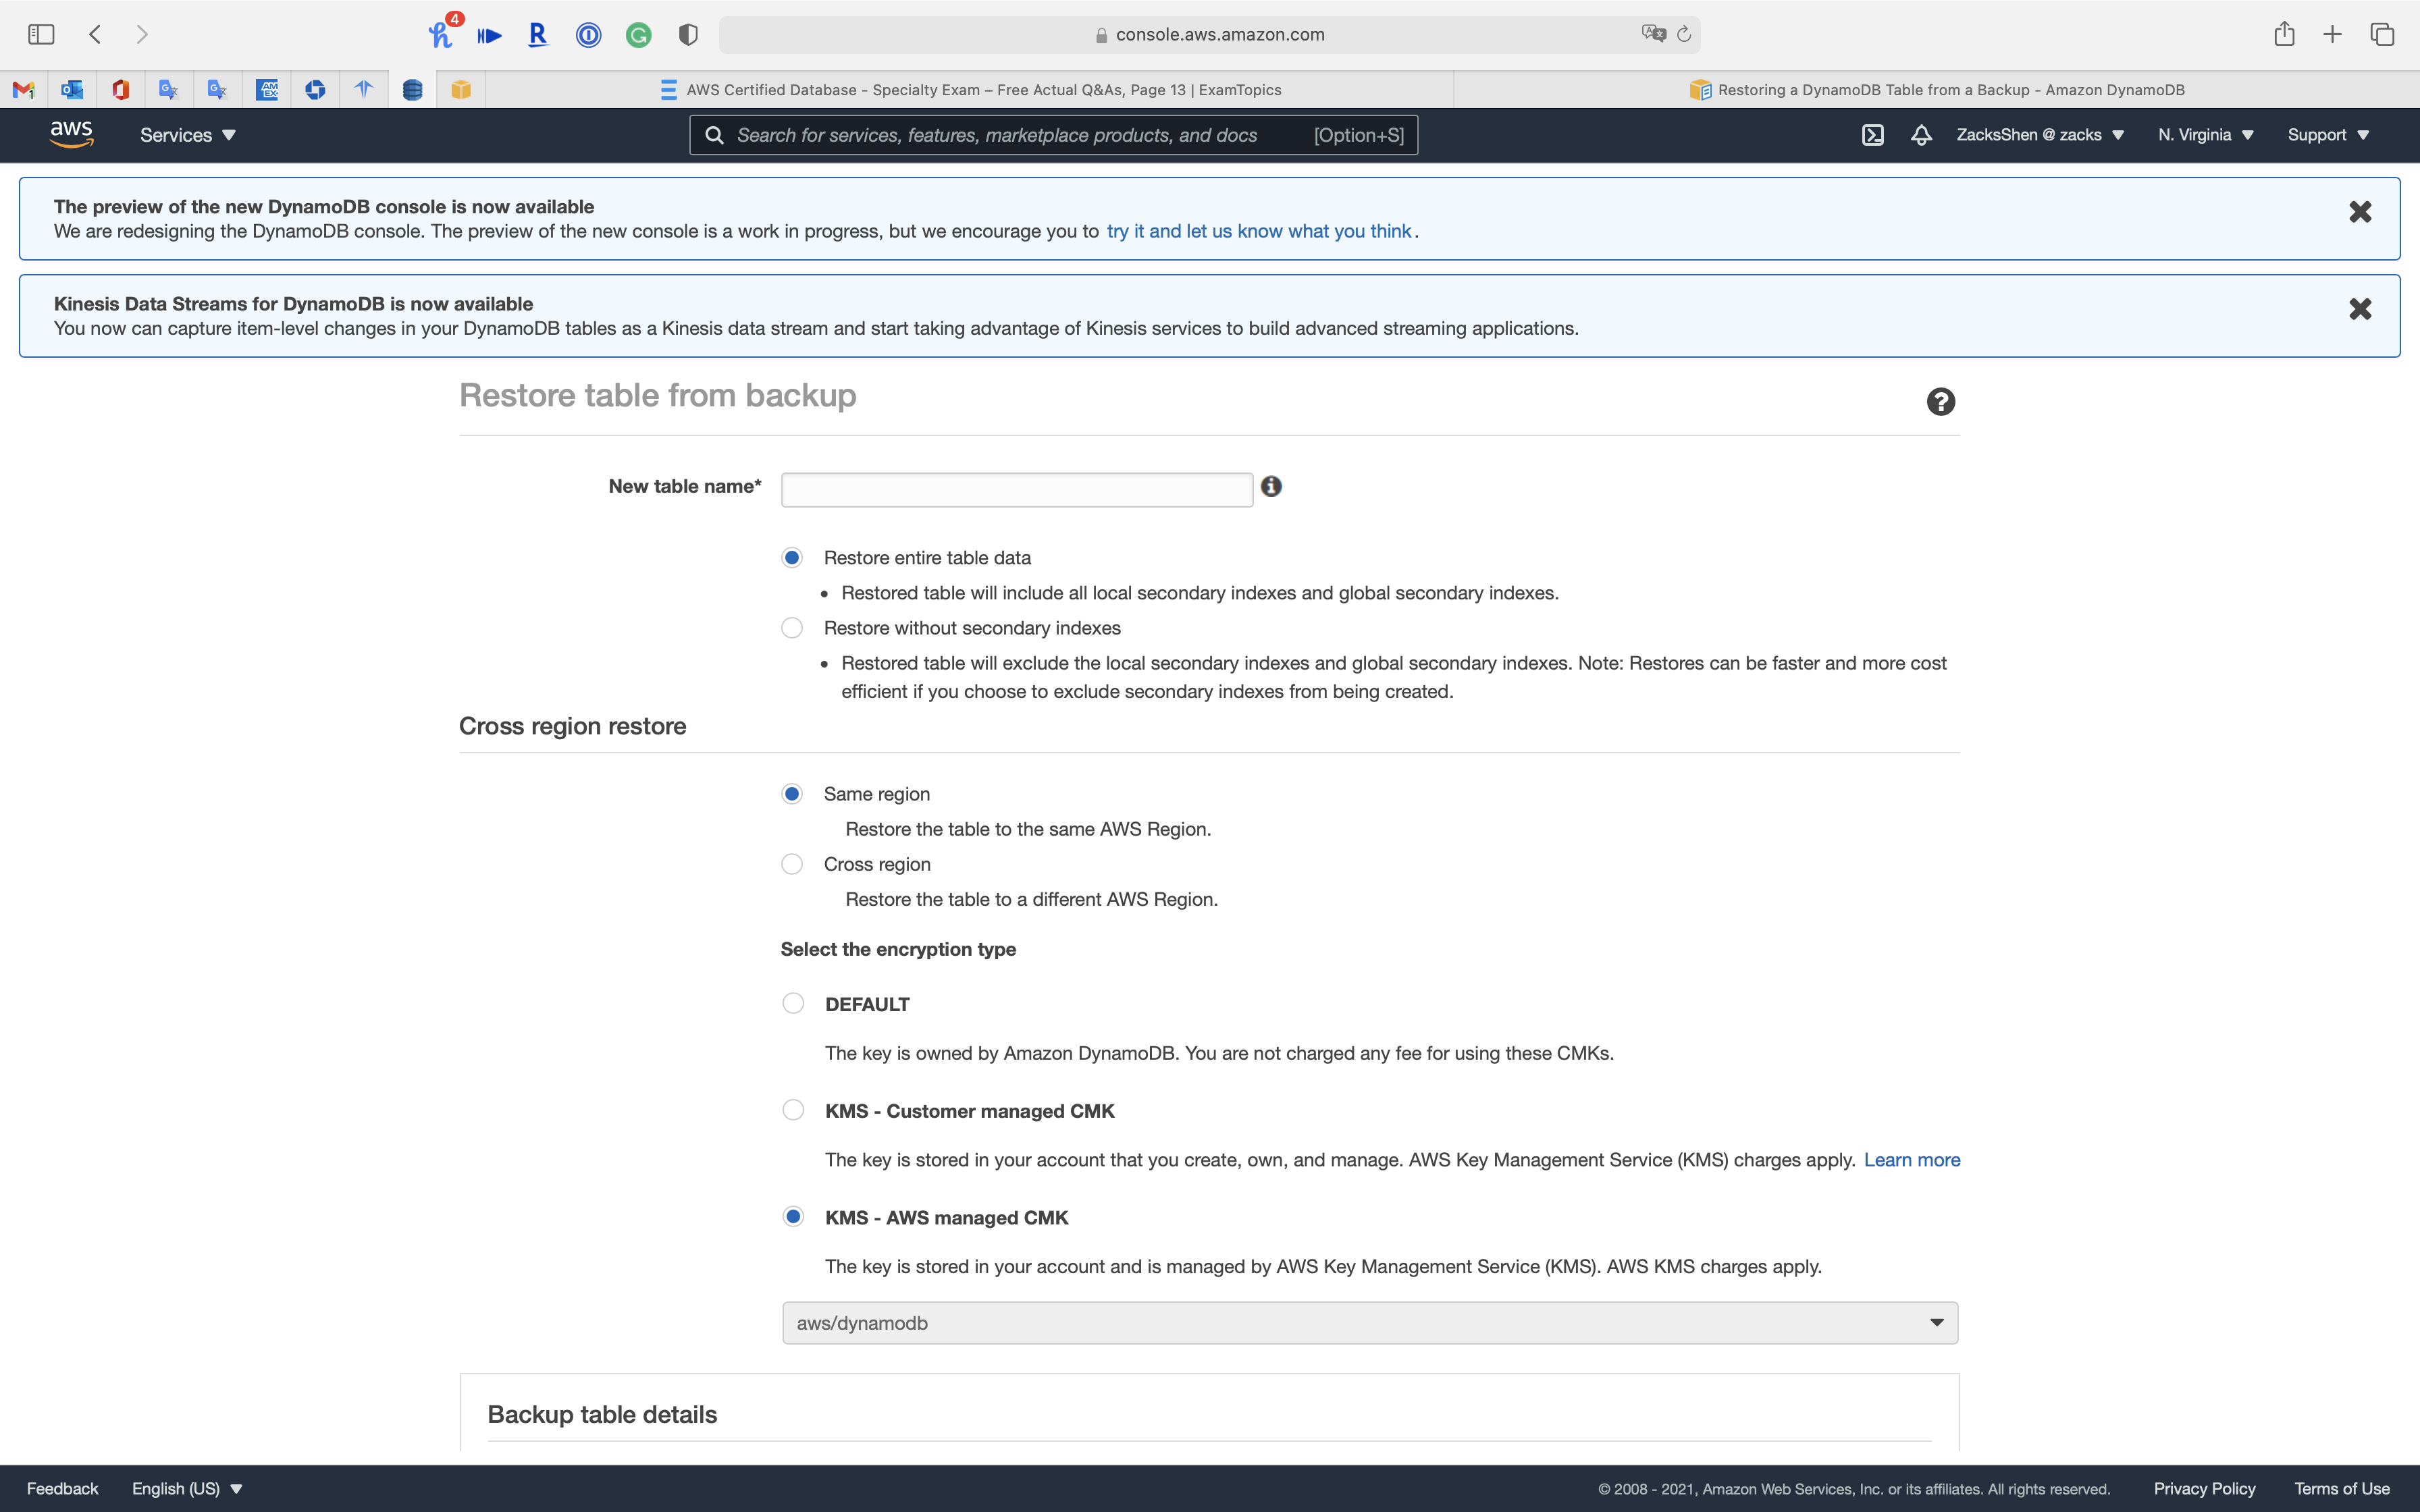 4
console.aws.amazon.com
AWS Certified Database - Specialty Exam – Free Actual Q&As, Page 13 | ExamTopics
Restoring a DynamoDB Table from a Backup - Amazon DynamoDB
aws
Services
Search for services, features, marketplace products, and docs
[Option+S]
ZacksShen @ zacks
N. Virginia
Support
The preview of the new DynamoDB console is now available
We are redesigning the DynamoDB console. The preview of the new console is a work in progress, but we encourage you to try it and let us know what you think.
Kinesis Data Streams for DynamoDB is now available
You now can capture item-level changes in your DynamoDB tables as a Kinesis data stream and start taking advantage of Kinesis services to build advanced streaming applications.
Restore table from backup
New table name*
Restore entire table data
Restored table will include all local secondary indexes and global secondary indexes.
Restore without secondary indexes
Restored table will exclude the local secondary indexes and global secondary indexes. Note: Restores can be faster and more cost
efficient if you choose to exclude secondary indexes from being created.
Cross region restore
Same region
Restore the table to the same AWS Region.
Cross region
Restore the table to a different AWS Region.
Select the encryption type
DEFAULT
The key is owned by Amazon DynamoDB. You are not charged any fee for using these CMKs.
KMS - Customer managed CMK
The key is stored in your account that you create, own, and manage. AWS Key Management Service (KMS) charges apply. Learn more
KMS - AWS managed CMK
The key is stored in your account and is managed by AWS Key Management Service (KMS). AWS KMS charges apply.
aws/dynamodb
Backup table details
Feedback
English (US)
© 2008 - 2021, Amazon Web Services, Inc. or its affiliates. All rights reserved.
Privacy Policy
Terms of Use